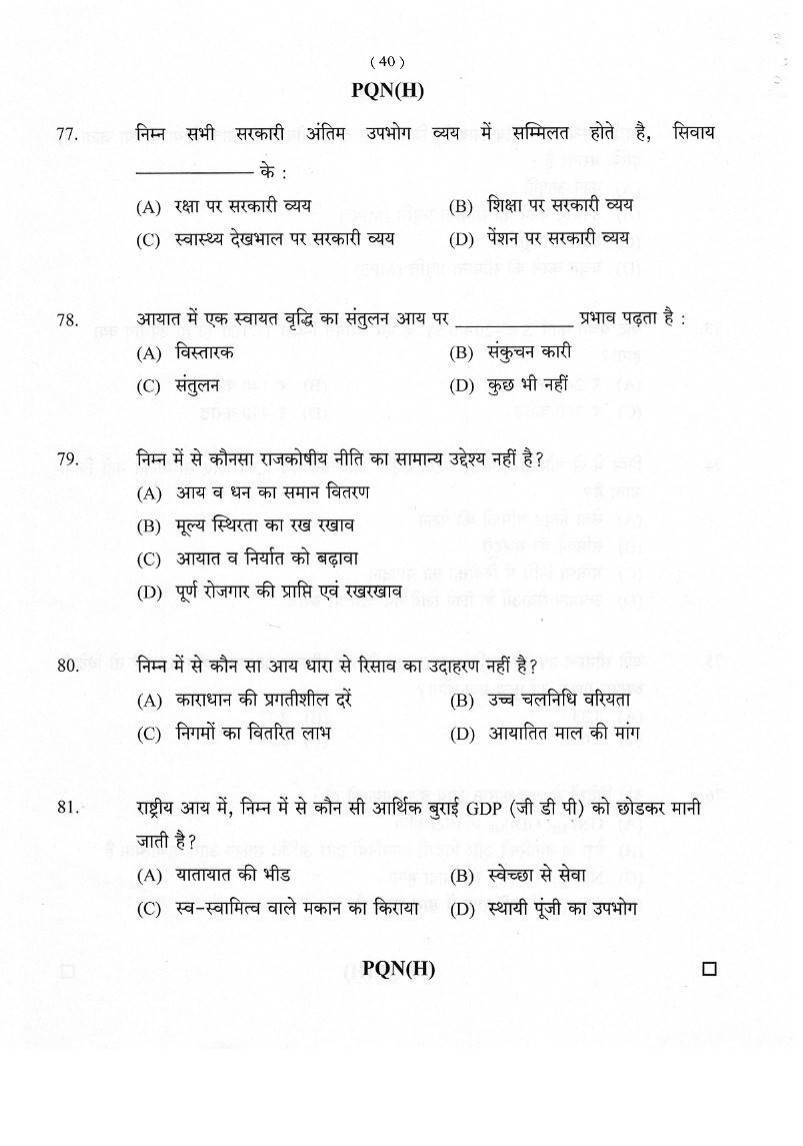 ( 40 )
PQN(H)
77. निम्न सभी सरकारी अंतिम उपभोग व्यय में सम्मिलत होते है, सिवाय
____________ के :
(A) रक्षा पर सरकारी व्यय (B) शिक्षा पर सरकारी व्यय
(C) स्वास्थ्य देखभाल पर सरकारी व्यय (D) पेंशन पर सरकारी व्यय
78. आयात में एक स्वायत वृद्धि का संतुलन आय पर ____________ प्रभाव पढ़ता है :
(A) विस्तारक (B) संकुचन कारी
(C) संतुलन (D) कुछ भी नहीं
79. निम्न में से कौनसा राजकोषीय नीति का सामान्य उद्देश्य नहीं है?
(A) आय व धन का समान वितरण
(B) मूल्य स्थिरता का रख रखाव
(C) आयात व निर्यात को बढ़ावा
(D) पूर्ण रोजगार की प्राप्ति एवं रखरखाव
80. निम्न में से कौन सा आय धारा से रिसाव का उदाहरण नहीं है?
(A) काराधान की प्रगतीशील दरें (B) उच्च चलनिधि वरियता
(C) निगमों का वितरित लाभ (D) आयातित माल की मांग
81. राष्ट्रीय आय में, निम्न में से कौन सी आर्थिक बुराई GDP (जी डी पी) को छोडकर मानी
जाती है?
(A) यातायात की भीड (B) स्वेच्छा से सेवा
(C) स्व-स्वामित्व वाले मकान का किराया (D) स्थायी पूंजी का उपभोग
PQN(H)